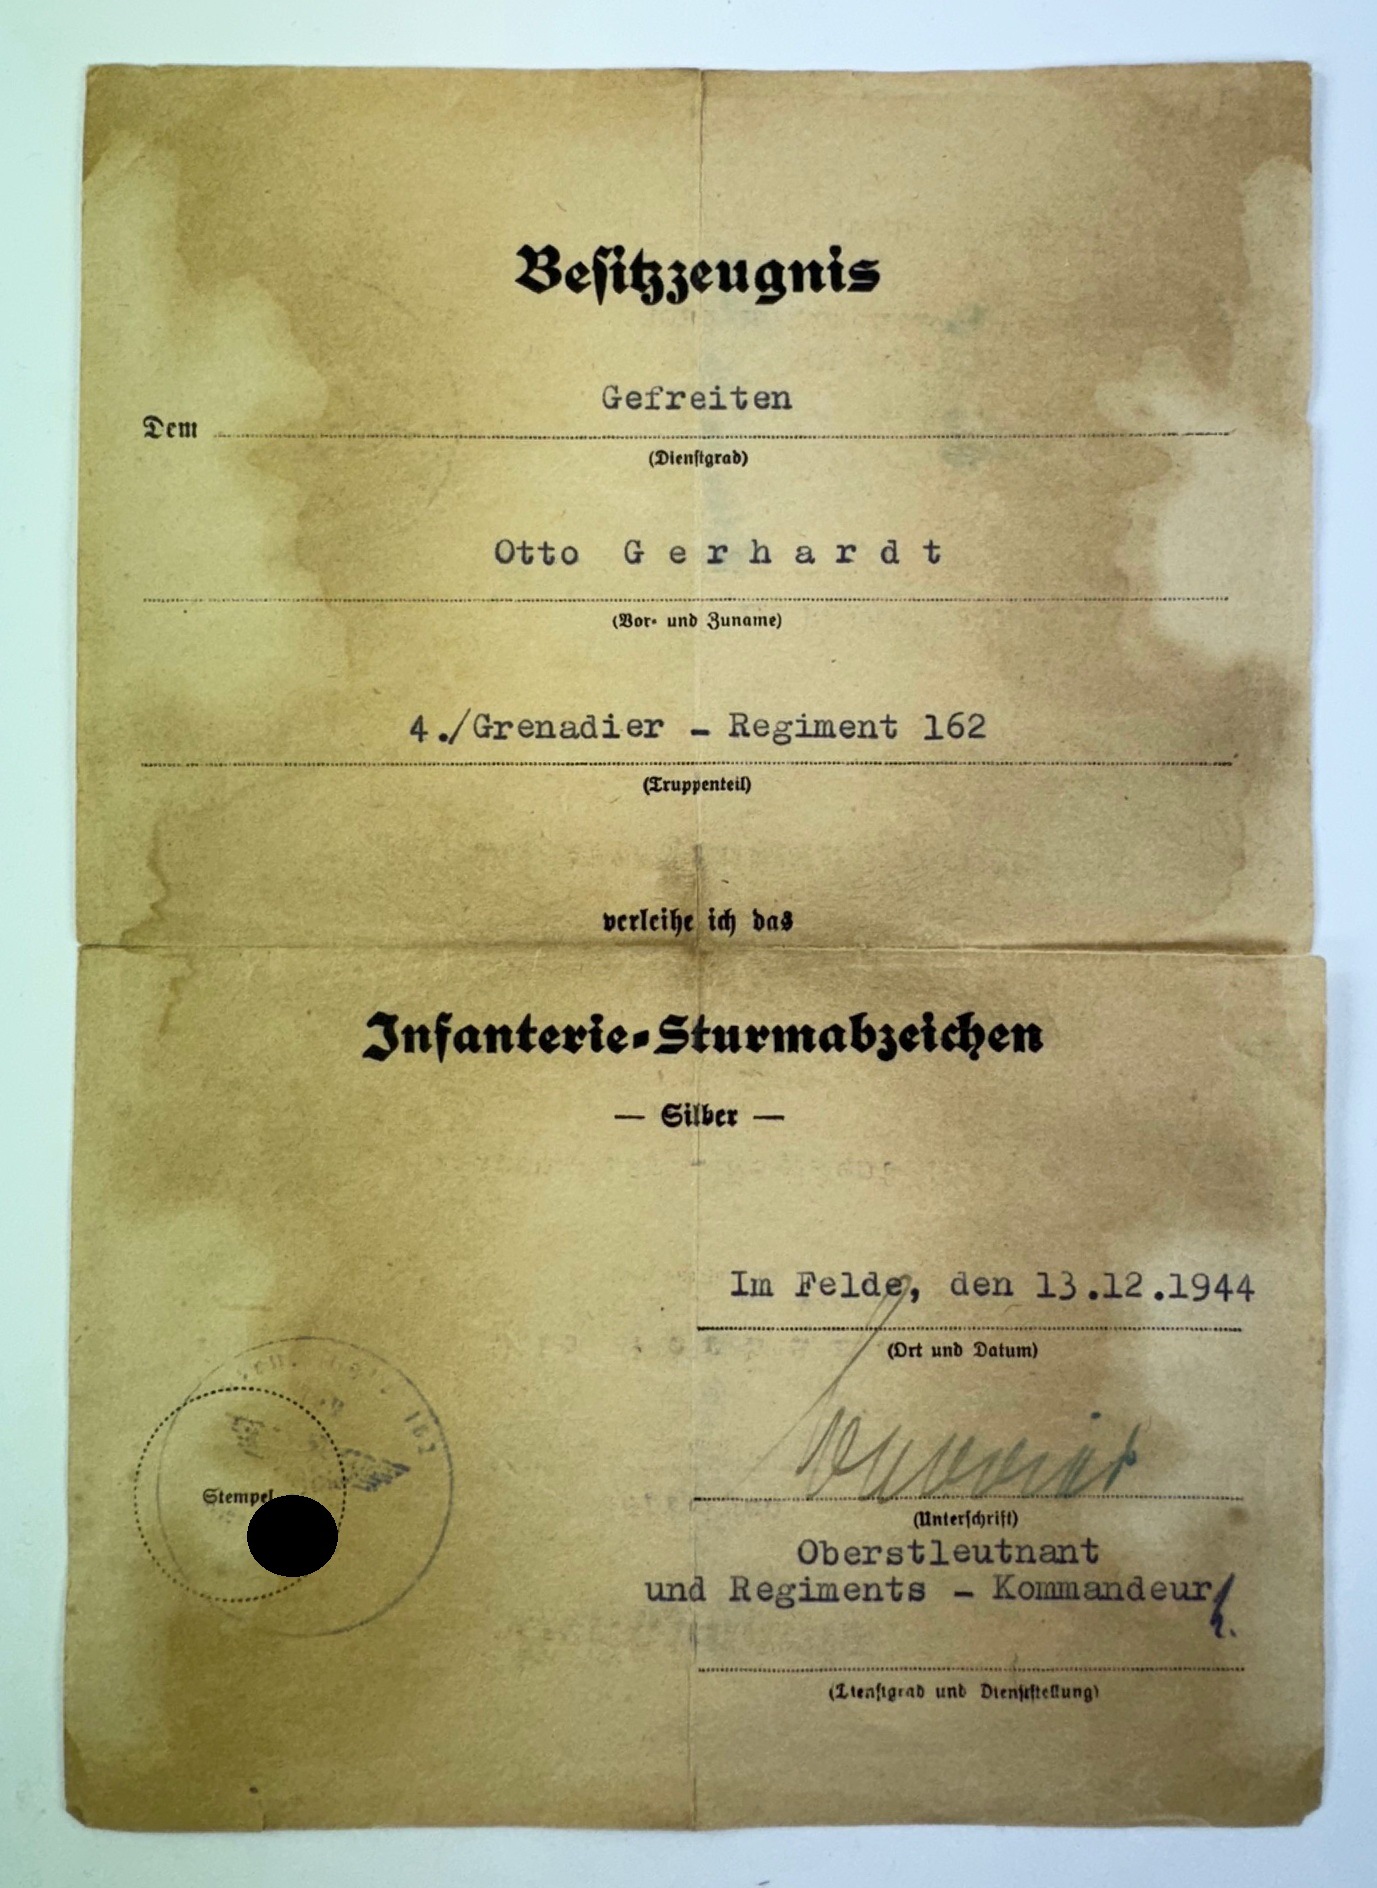 Besitzzeugnis
Gefreiten
Dem
(Dienstgrad)
Otto Gerhardt
(Vor- und Zuname)
4./Grenadier - Regiment 162
(Truppenteil)
verleihe ich das
Infanterie-Sturmabzeichen
— Silber —
Im Felde, den 13.12.1944
(Ort und Datum)
162
Stempel
(Unterschrift)
Oberstleutnant
und Regiments - Kommandeur
(Dienstgrad und Dienststellung)